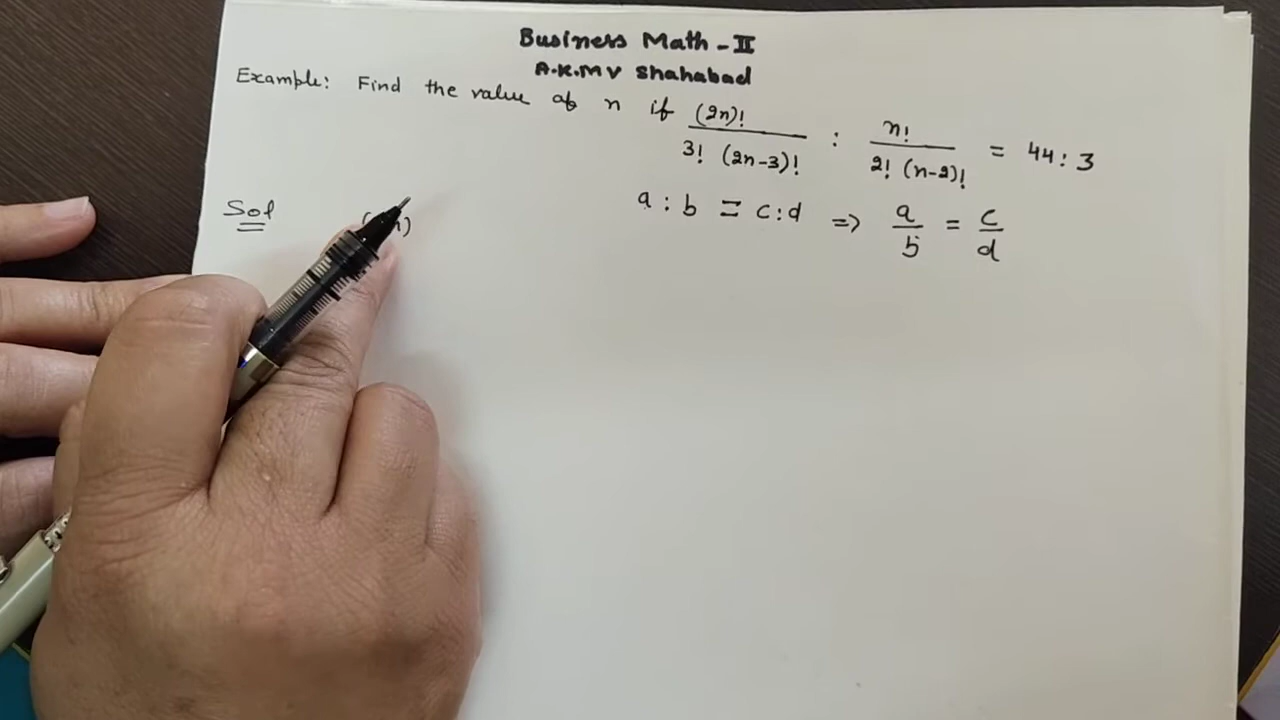 Business Math - II
A.K.M V Shahabad
Example: Find the value of n if (2n)! / 3! (2n-3)! : n! / 2! (n-2)! = 44 : 3
a : b = c : d => a/b = c/d
Sol